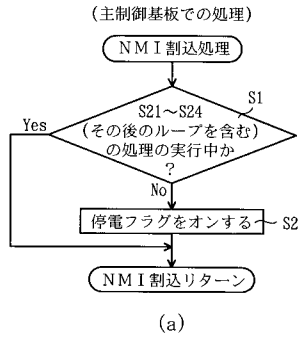 (主制御基板での処理)
NMI割込処理
S1
S21～S24
(その後のループを含む)
の処理の実行中か
?
Yes
No
停電フラグをオンする
S2
NMI割込リターン
(a)